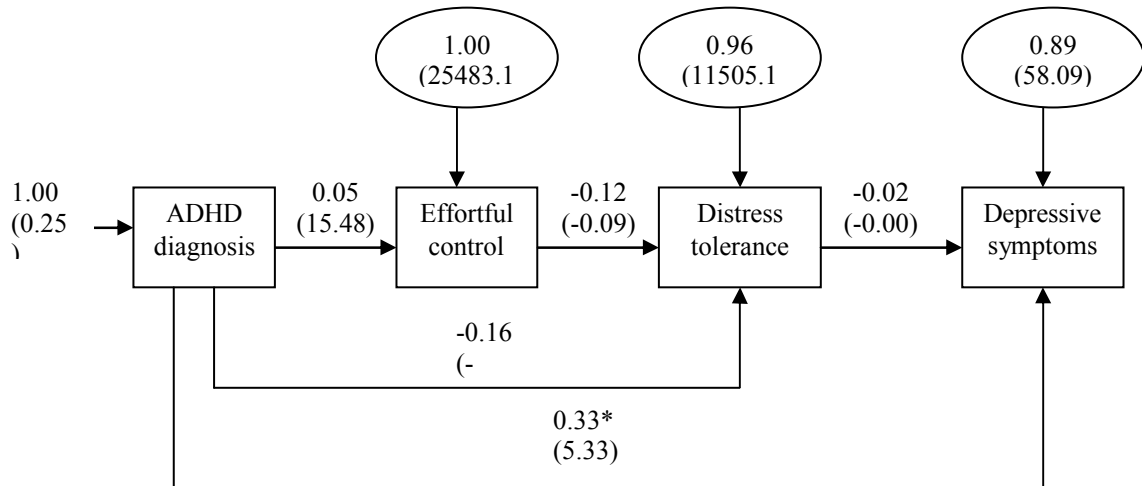 1.00
(25483.1
0.96
(11505.1
0.89
(58.09)
1.00
(0.25
)
ADHD
diagnosis
0.05
(15.48)
Effortful
control
-0.12
(-0.09)
Distress
tolerance
-0.02
(-0.00)
Depressive
symptoms
-0.16
(-
0.33*
(5.33)